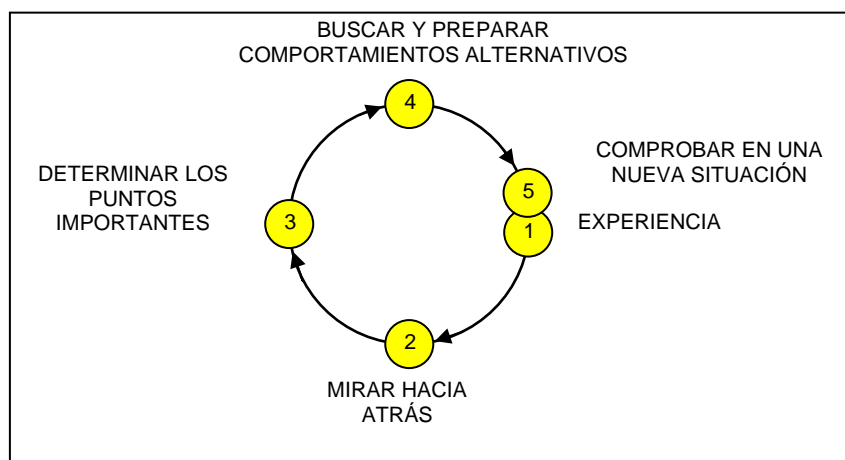 BUSCAR Y PREPARAR
COMPORTAMIENTOS ALTERNATIVOS
4
COMPROBAR EN UNA
NUEVA SITUACIÓN
DETERMINAR LOS
PUNTOS
IMPORTANTES
5
3
1
EXPERIENCIA
2
MIRAR HACIA
ATRÁS